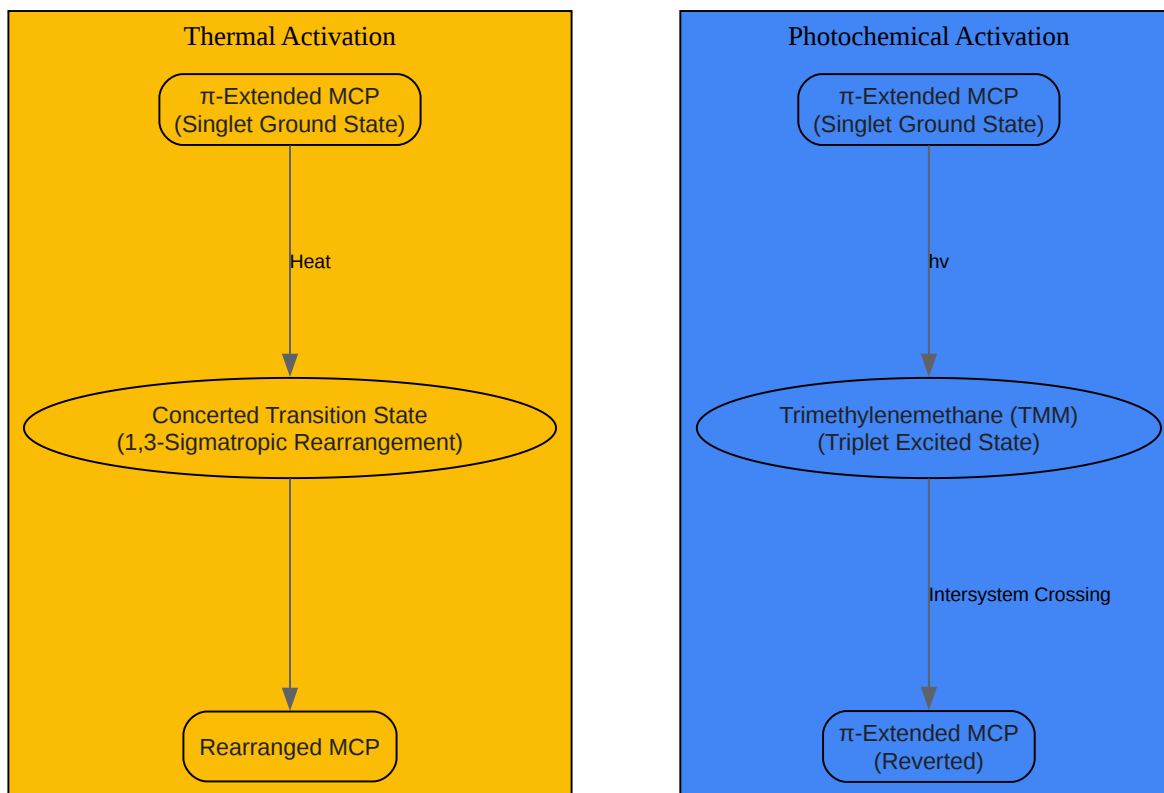 Thermal Activation
π-Extended MCP
(Singlet Ground State)
Heat
Concerted Transition State
(1,3-Sigmatropic Rearrangement)
Rearranged MCP
Photochemical Activation
π-Extended MCP
(Singlet Ground State)
hν
Trimethylenemethane (TMM)
(Triplet Excited State)
Intersystem Crossing
π-Extended MCP
(Reverted)